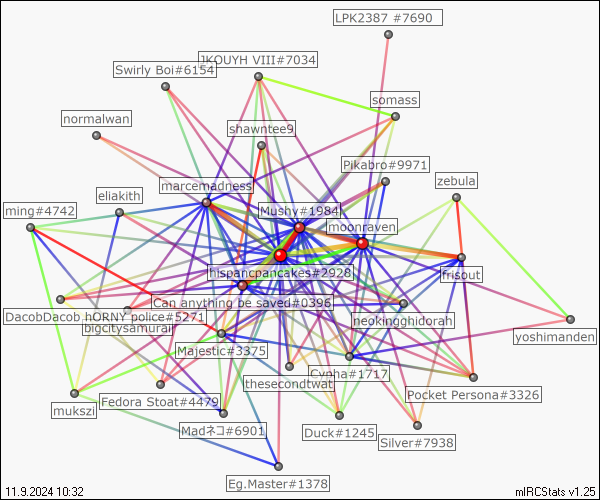 LPK2387 #7690
JKOUYH VIII#7034
Swirly Boi#6154
somass
normalwan
shawntee9
Pikabro#9971
zebula
marcemadness
eliakith
ming#4742
Mushy#1984
moonraven
hispancpancakes#2928
frisout
Can anything be saved#0396
DacobDacob
hORNY police#5271
neokingghidorah
bigcitysamurai
yoshimanden
Majestic#3375
Cynna#1717
thesecondtwat
Pocket Persona#3326
Fedora Stoat#4479
mukszi
Madネコ#6901
Duck#1245
Silver#7938
Eg.Master#1378
11.9.2024 10:32
mIRCStats v1.25